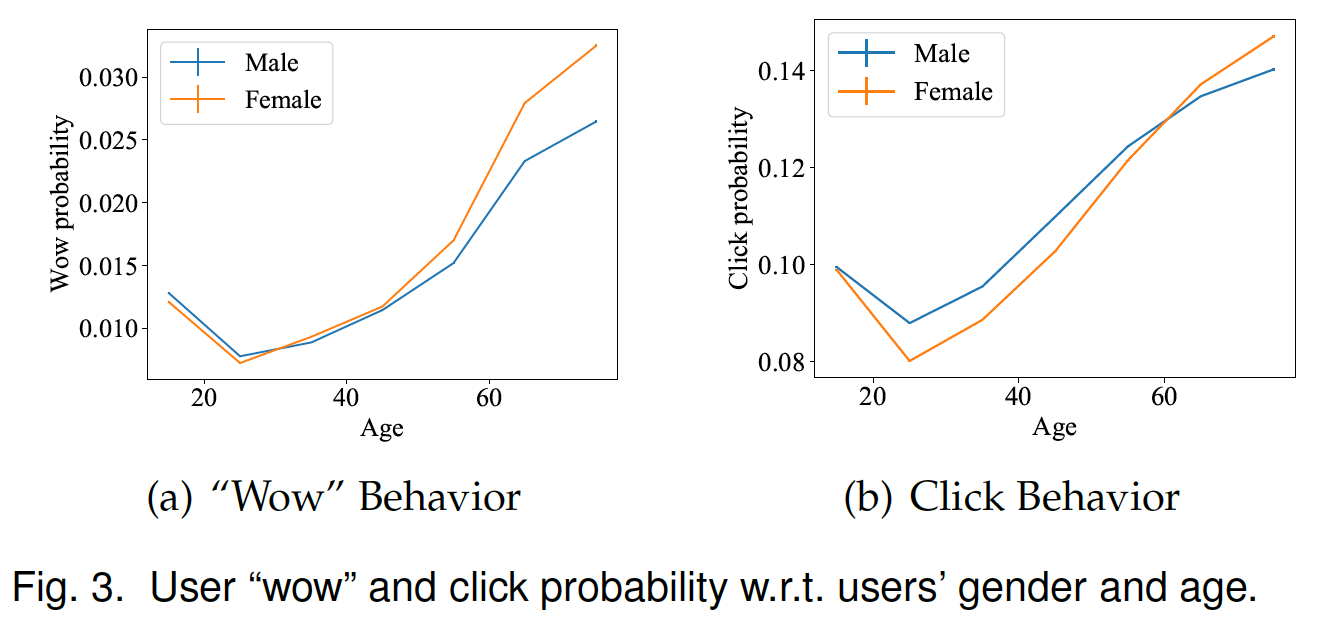 Male
Female
0.030
0.025
0.020
0.015
0.010
Wow probability
20 40 60
Age
(a) “Wow” Behavior
Male
Female
0.14
0.12
0.10
0.08
Click probability
20 40 60
Age
(b) Click Behavior
Fig. 3. User “wow” and click probability w.r.t. users’ gender and age.